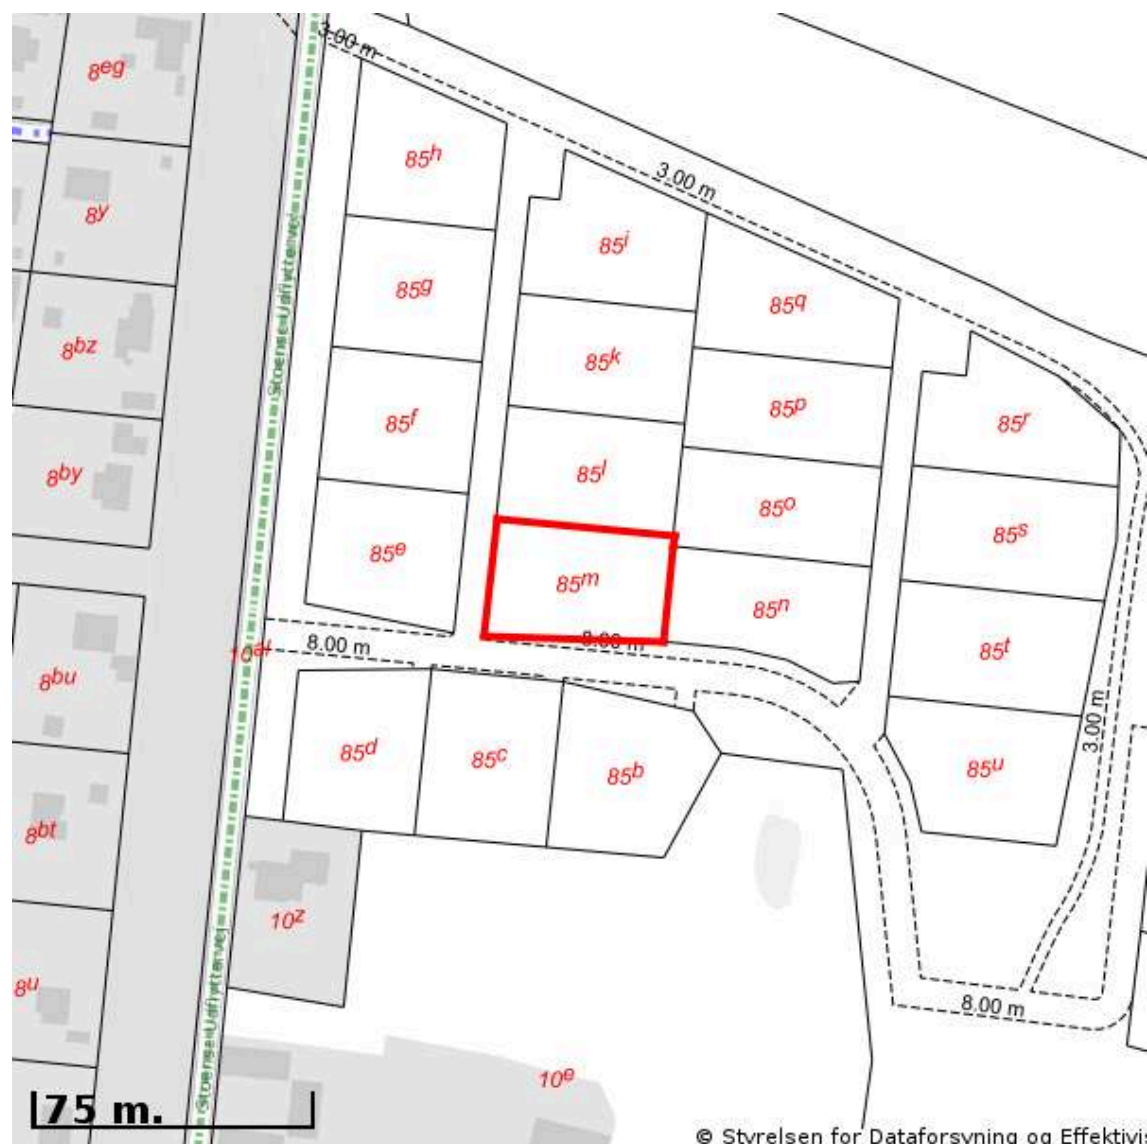 3.00 m
8eg
85h
3.00 m
8y
85i
85g
85q
8bz
85k
85p
85f
85r
8by
85l
85o
85s
85e
85m
85n
8.00 m
8.00 m
85t
8bu
3.00 m
85d
85c
85b
85u
8bt
10z
8u
8.00 m
10e
75 m.
© Styrelsen for Dataforsyning og Effektivi